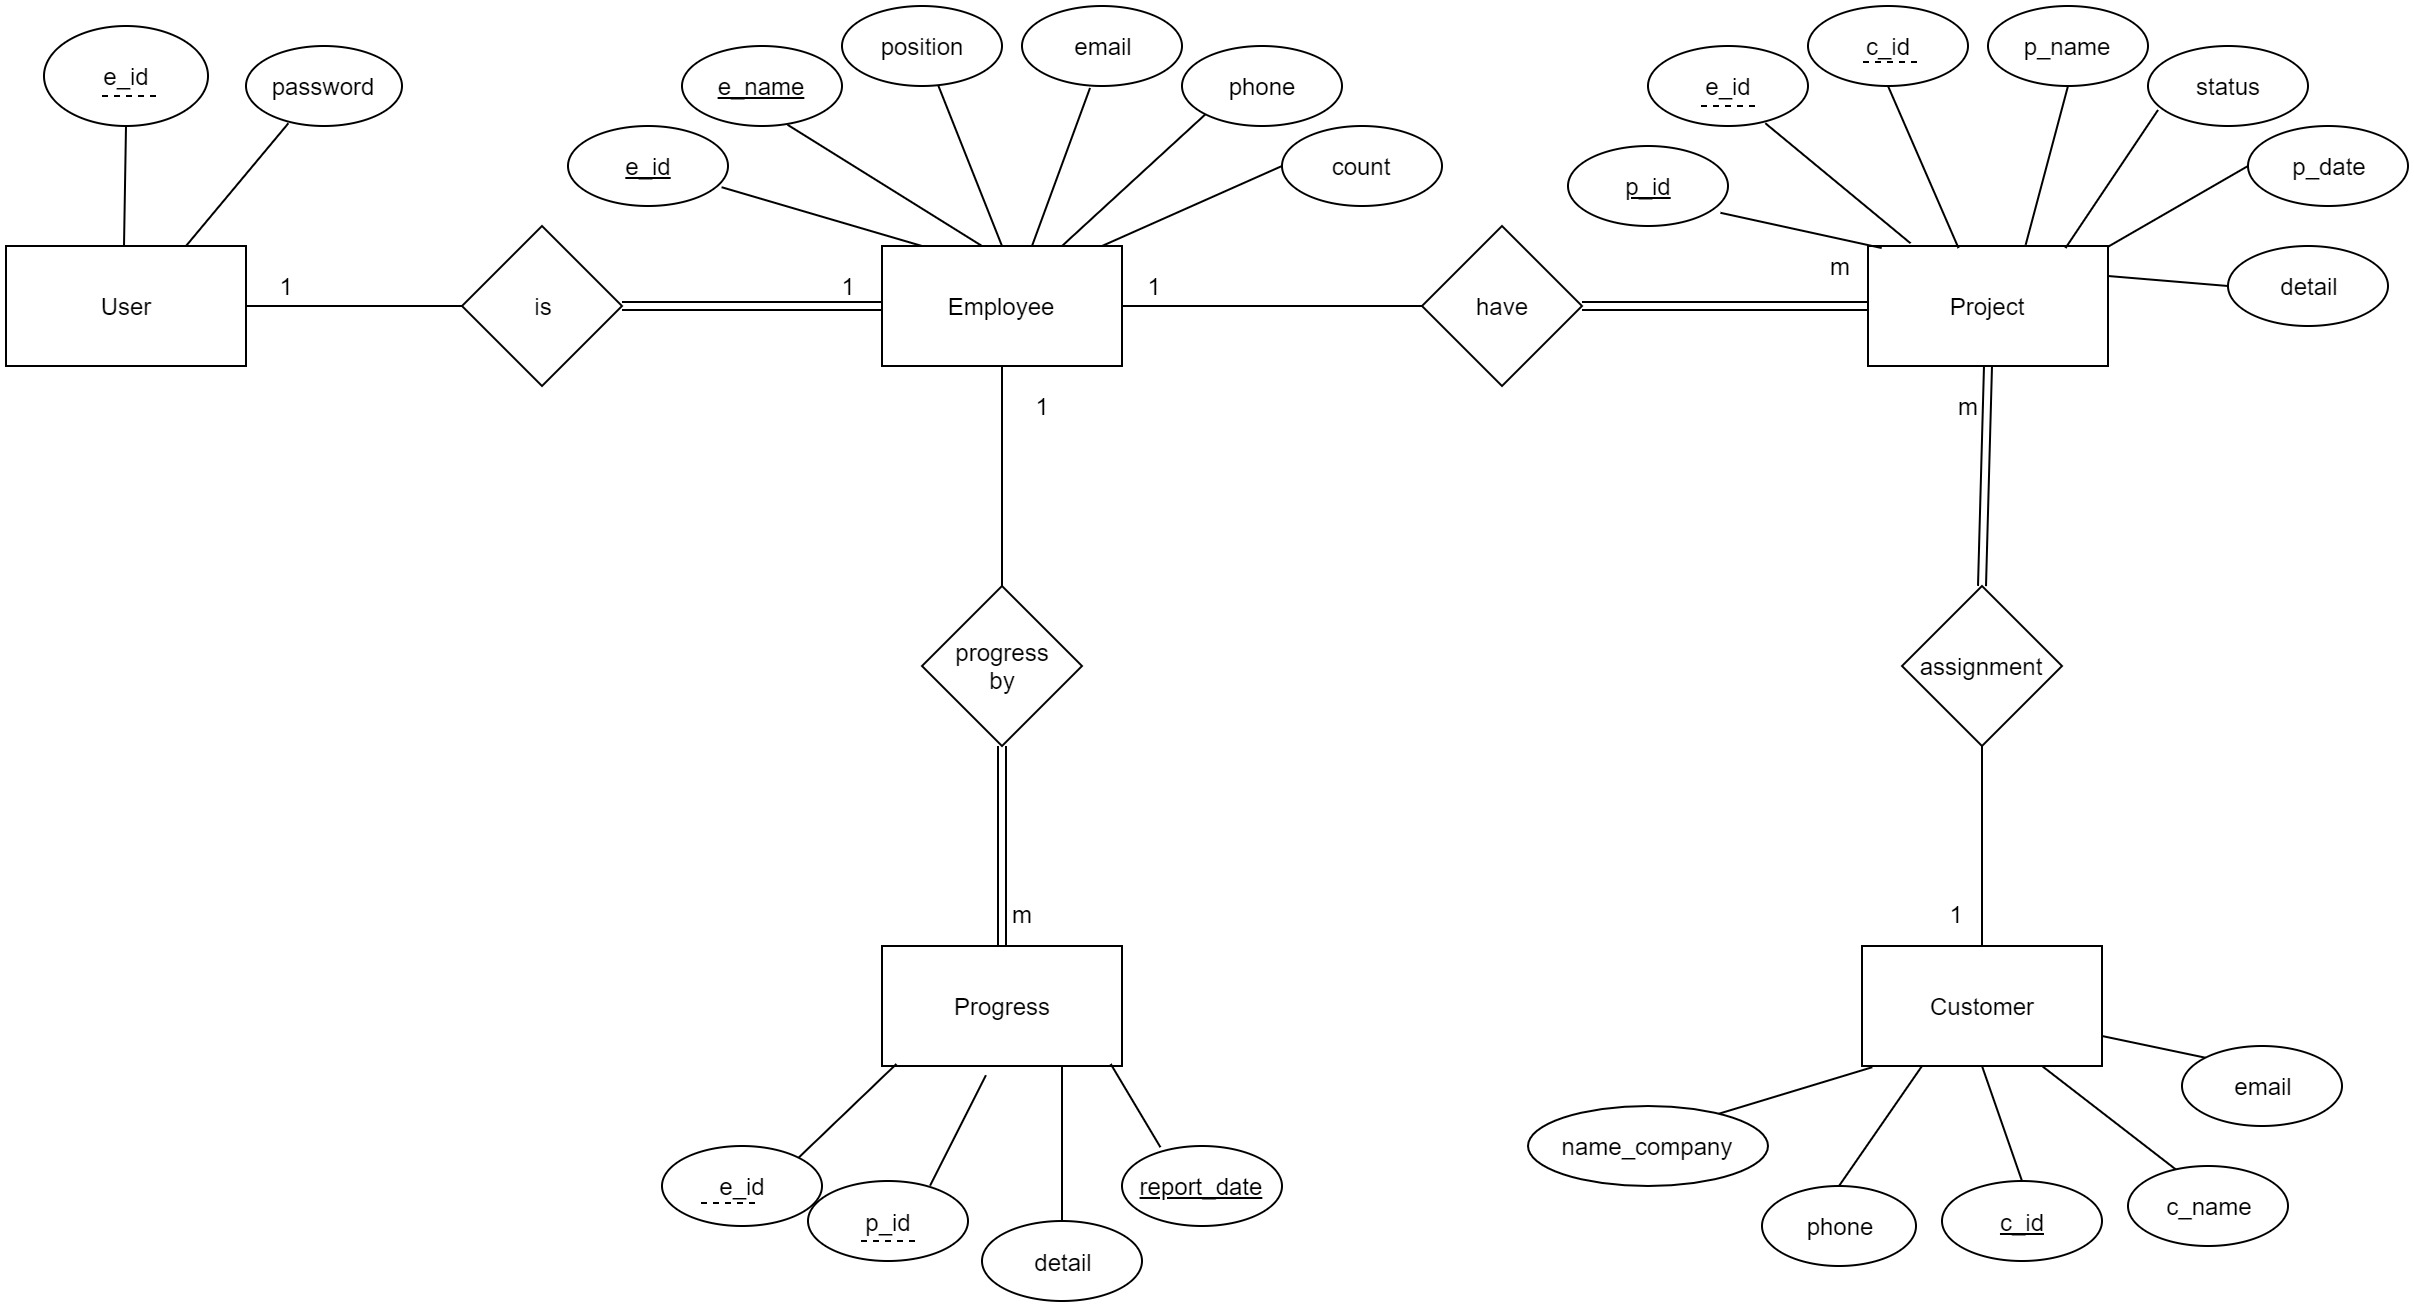 position
email
c_id
p_name
e_id
password
e_name
phone
e_id
status
e_id
count
p_id
p_date
1
1
1
m
detail
User
is
Employee
have
Project
1
m
progress
by
assignment
m
1
Progress
Customer
email
e_id
report_date
name_company
p_id
detail
phone
c_id
c_name